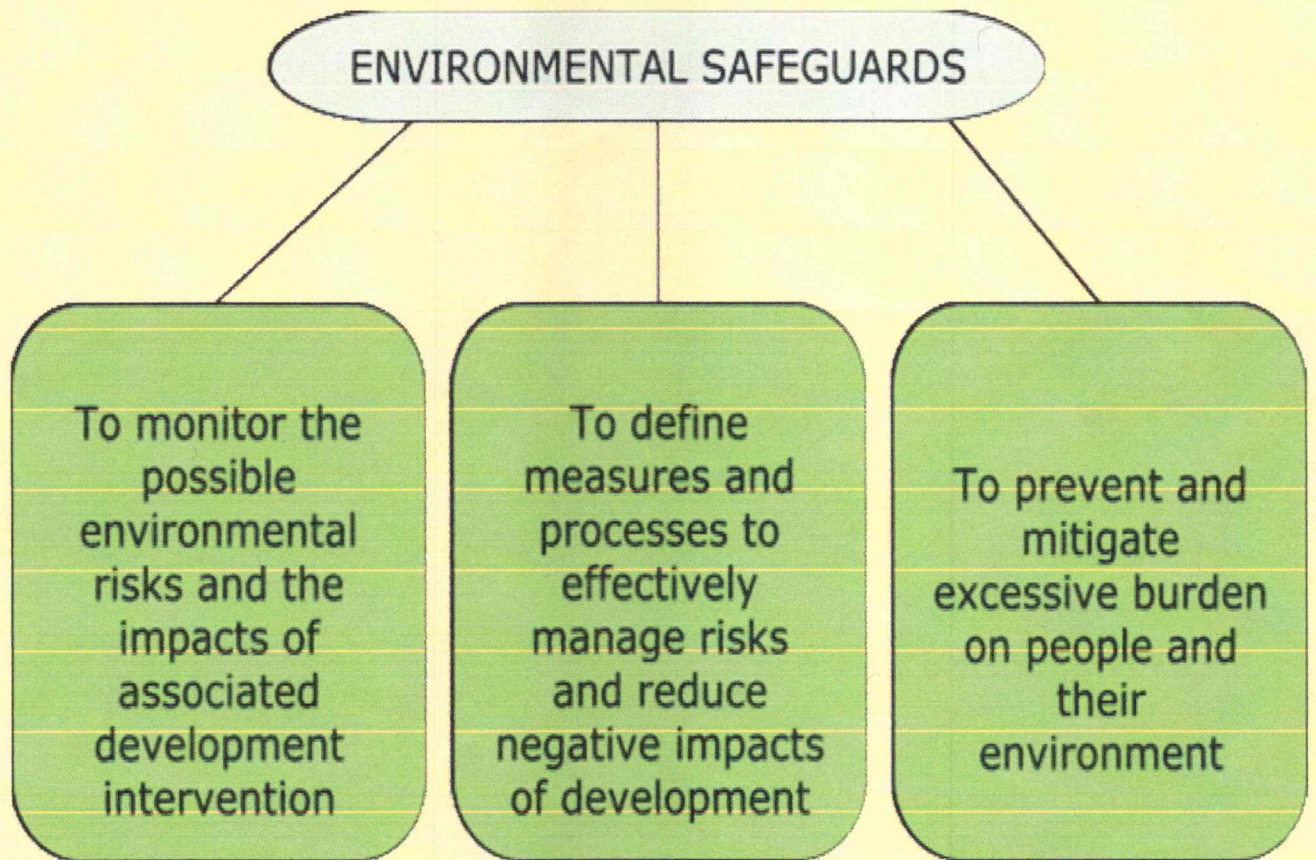 ENVIRONMENTAL SAFEGUARDS
To monitor the
possible
environmental
risks and the
impacts of
associated
development
intervention
To define
measures and
processes to
effectively
manage risks
and reduce
negative impacts
of development
To prevent and
mitigate
excessive burden
on people and
their
environment